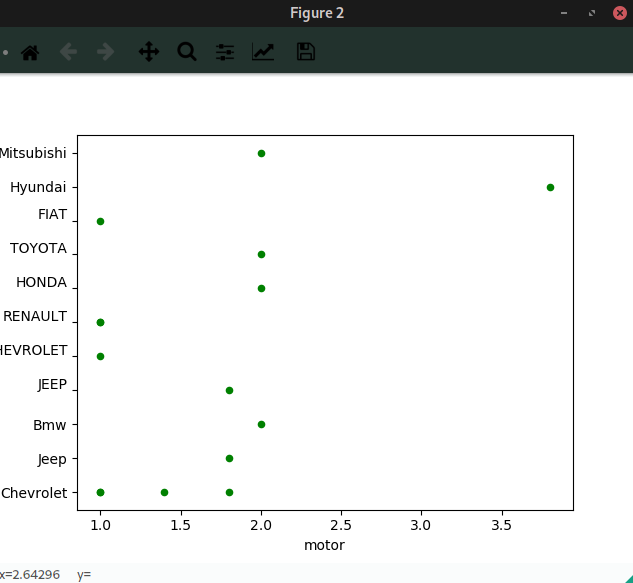 Figure 2
Mitsubishi
Hyundai
FIAT
TOYOTA
HONDA
RENAULT
HEVROLET
JEEP
Bmw
Jeep
Chevrolet
1.0 1.5 2.0 2.5 3.0 3.5
motor
x=2.64296 y=